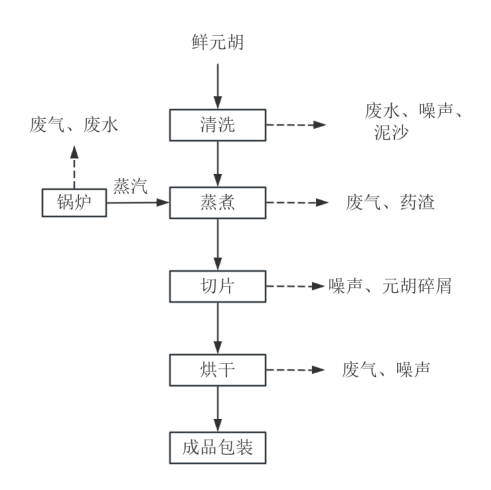 鲜元胡
清洗
废水、噪声、
泥沙
废气、废水
蒸汽
锅炉
蒸煮
废气、药渣
切片
噪声、元胡碎屑
烘干
废气、噪声
成品包装